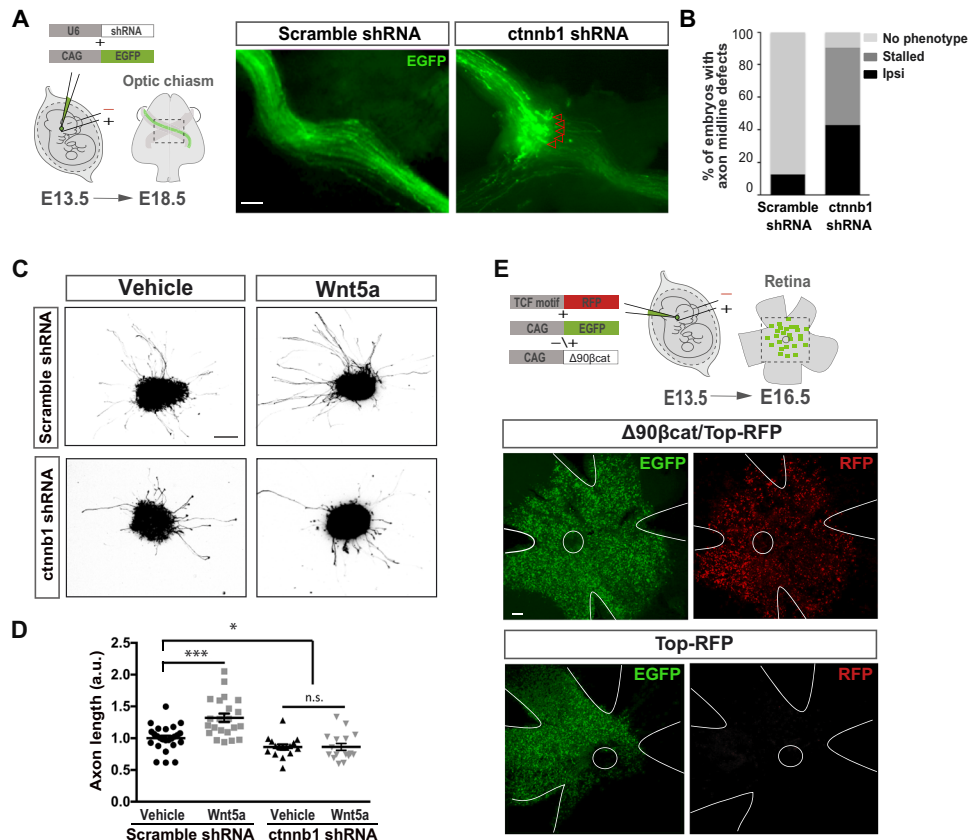 A
U6 shRNA
+
CAG EGFP
Optic chiasm
−
+
E13.5 E18.5
Scramble shRNA
EGFP
ctnnb1 shRNA
B
% of embryos with
axon midline defects
100
80
60
40
20
0
No phenotype
Stalled
Ipsi
Scramble
shRNA
ctnnb1
shRNA
C
Vehicle
Wnt5a
Scramble shRNA
ctnnb1 shRNA
D
Axon length (a.u.)
2.5
2.0
1.5
1.0
0.5
0.0
*
***
n.s.
Vehicle Wnt5a Vehicle Wnt5a
Scramble shRNA ctnnb1 shRNA
E
TCF motif RFP
+
CAG EGFP
−\+
CAG Δ90βcat
−
+
Retina
E13.5 E16.5
Δ90βcat/Top-RFP
EGFP
RFP
Top-RFP
EGFP
RFP